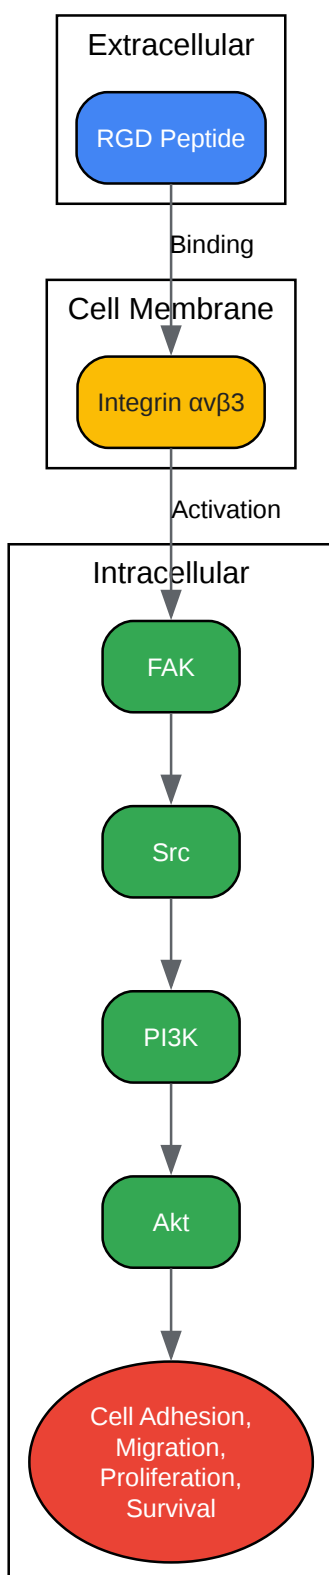 Extracellular
RGD Peptide
Binding
Cell Membrane
Integrin αvβ3
Activation
Intracellular
FAK
Src
PI3K
Akt
Cell Adhesion,
Migration,
Proliferation,
Survival